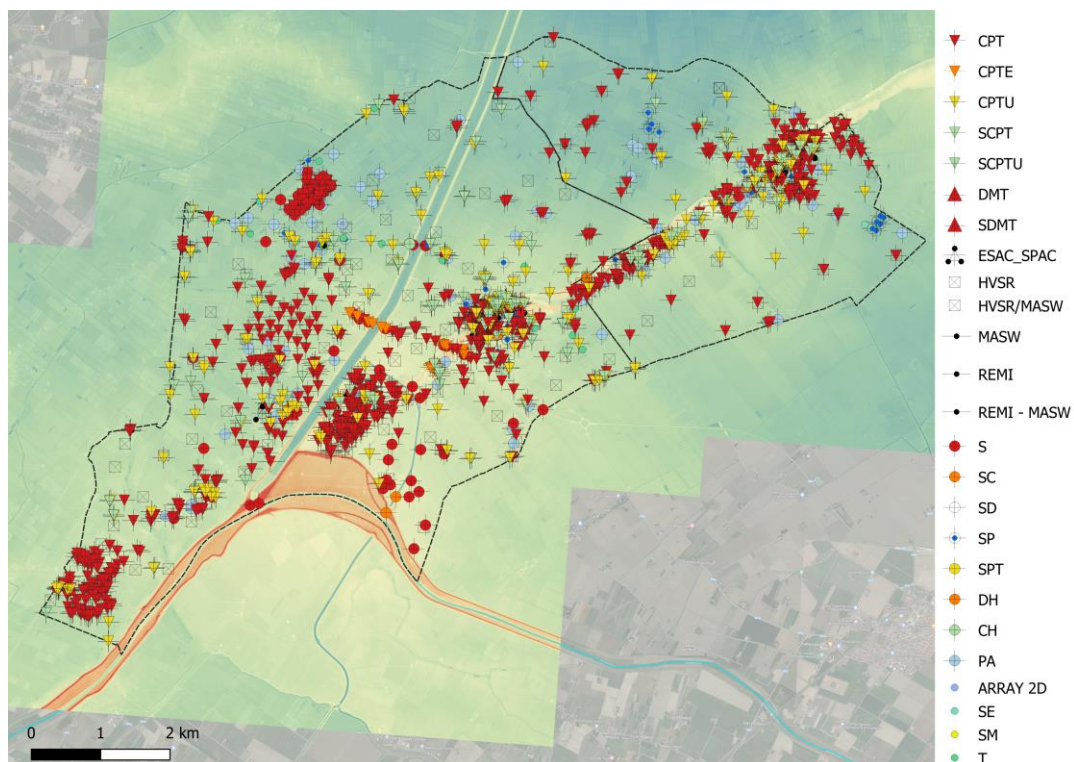 CPT
CPTE
CPTU
SCPT
SCPTU
DMT
SDMT
ESAC_SPAC
HVSR
HVSR/MASW
MASW
REMI
REMI - MASW
S
SC
SD
SP
SPT
DH
CH
PA
ARRAY 2D
SE
SM
T
0 1 2 km